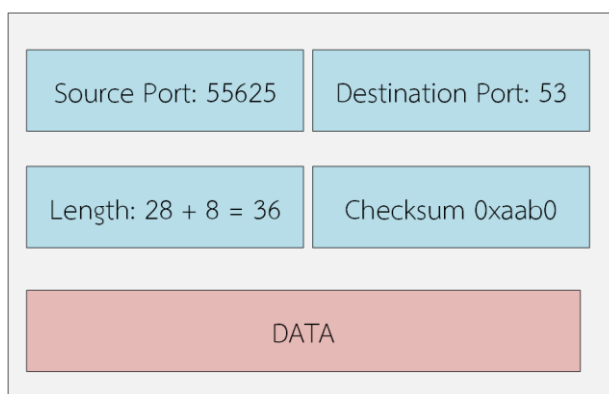 Source Port: 55625
Destination Port: 53
Length: 28 + 8 = 36
Checksum 0xaab0
DATA